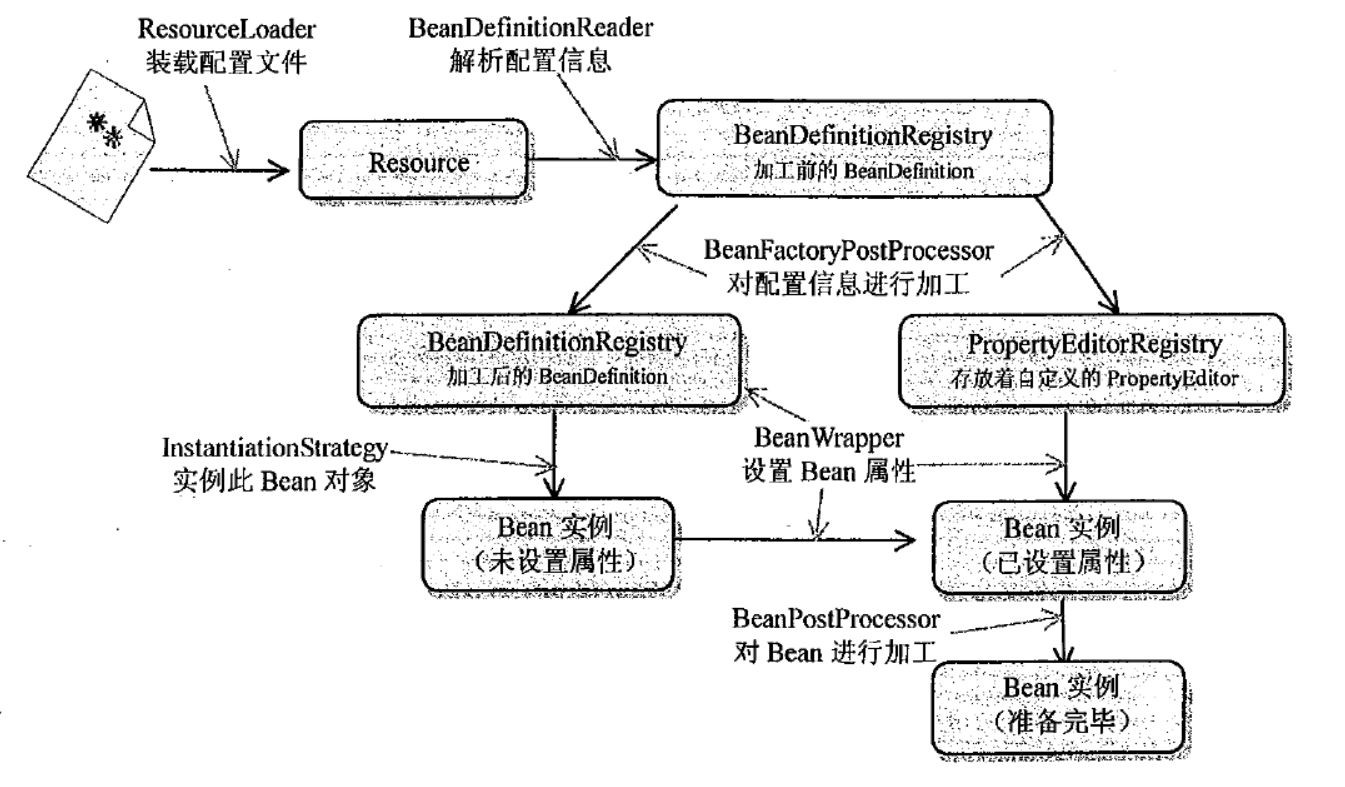 ResourceLoader
装载配置文件
BeanDefinitionReader
解析配置信息
Resource
BeanDefinitionRegistry
加工前的 BeanDefinition
BeanFactoryPostProcessor
对配置信息进行加工
BeanDefinitionRegistry
加工后的 BeanDefinition
PropertyEditorRegistry
存放着自定义的 PropertyEditor
InstantiationStrategy
实例此 Bean 对象
BeanWrapper
设置 Bean 属性
Bean 实例
（未设置属性）
Bean 实例
（已设置属性）
BeanPostProcessor
对 Bean 进行加工
Bean 实例
（准备完毕）